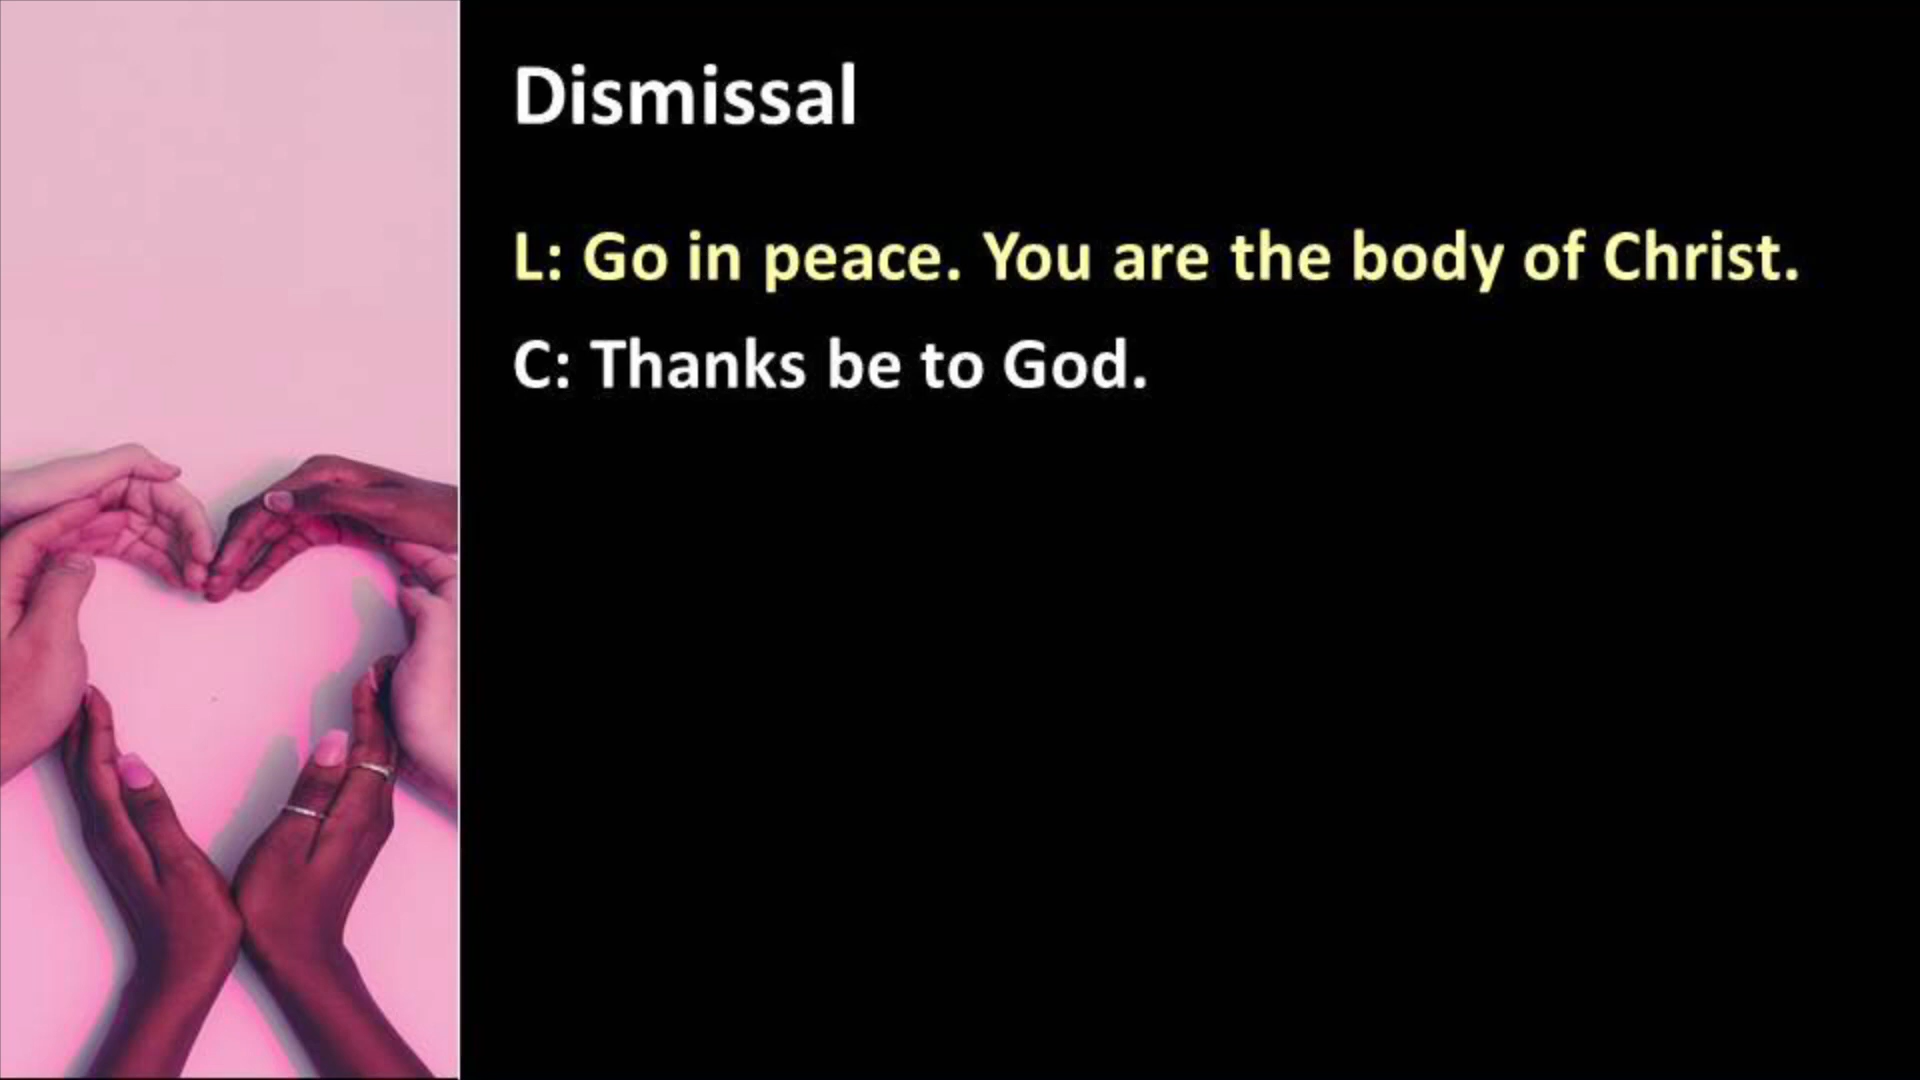 Dismissal
L: Go in peace. You are the body of Christ.
C: Thanks be to God.